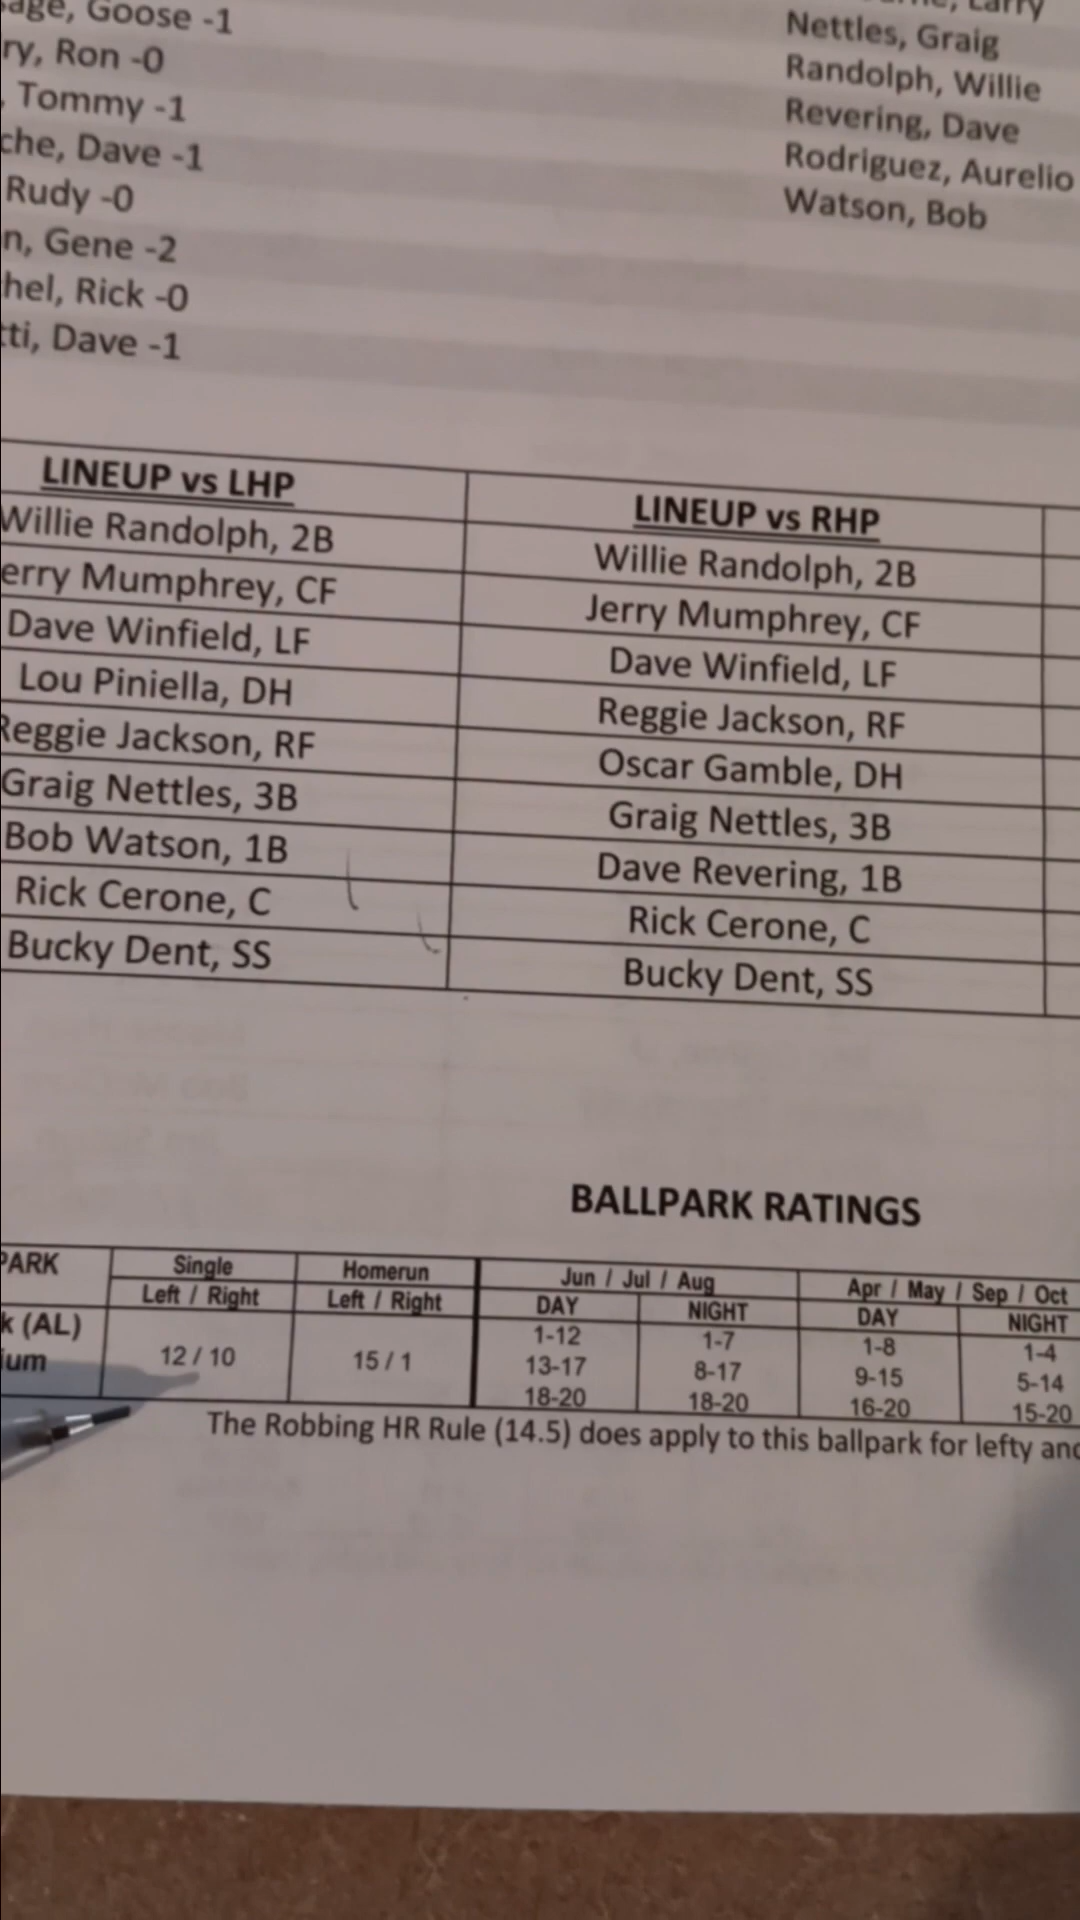 Goose -1
Ron -0
Tommy -1
Dave -1
Rudy -0
Gene -2
Rick -0
Dave -1
Larry
Nettles, Graig
Randolph, Willie
Revering, Dave
Rodriguez, Aurelio
Watson, Bob
LINEUP vs LHP
Willie Randolph, 2B
erry Mumphrey, CF
Dave Winfield, LF
Lou Piniella, DH
Reggie Jackson, RF
Graig Nettles, 3B
Bob Watson, 1B
Rick Cerone, C
Bucky Dent, SS
LINEUP vs RHP
Willie Randolph, 2B
Jerry Mumphrey, CF
Dave Winfield, LF
Reggie Jackson, RF
Oscar Gamble, DH
Graig Nettles, 3B
Dave Revering, 1B
Rick Cerone, C
Bucky Dent, SS
BALLPARK RATINGS
PARK Single Homerun Jun / Jul / Aug Apr / May / Sep / Oct
Left / Right Left / Right DAY NIGHT DAY NIGHT
k (AL) 1-12 1-7 1-8 1-4
ium 12 / 10 15 / 1 13-17 8-17 9-15 5-14
18-20 18-20 16-20 15-20
The Robbing HR Rule (14.5) does apply to this ballpark for lefty and